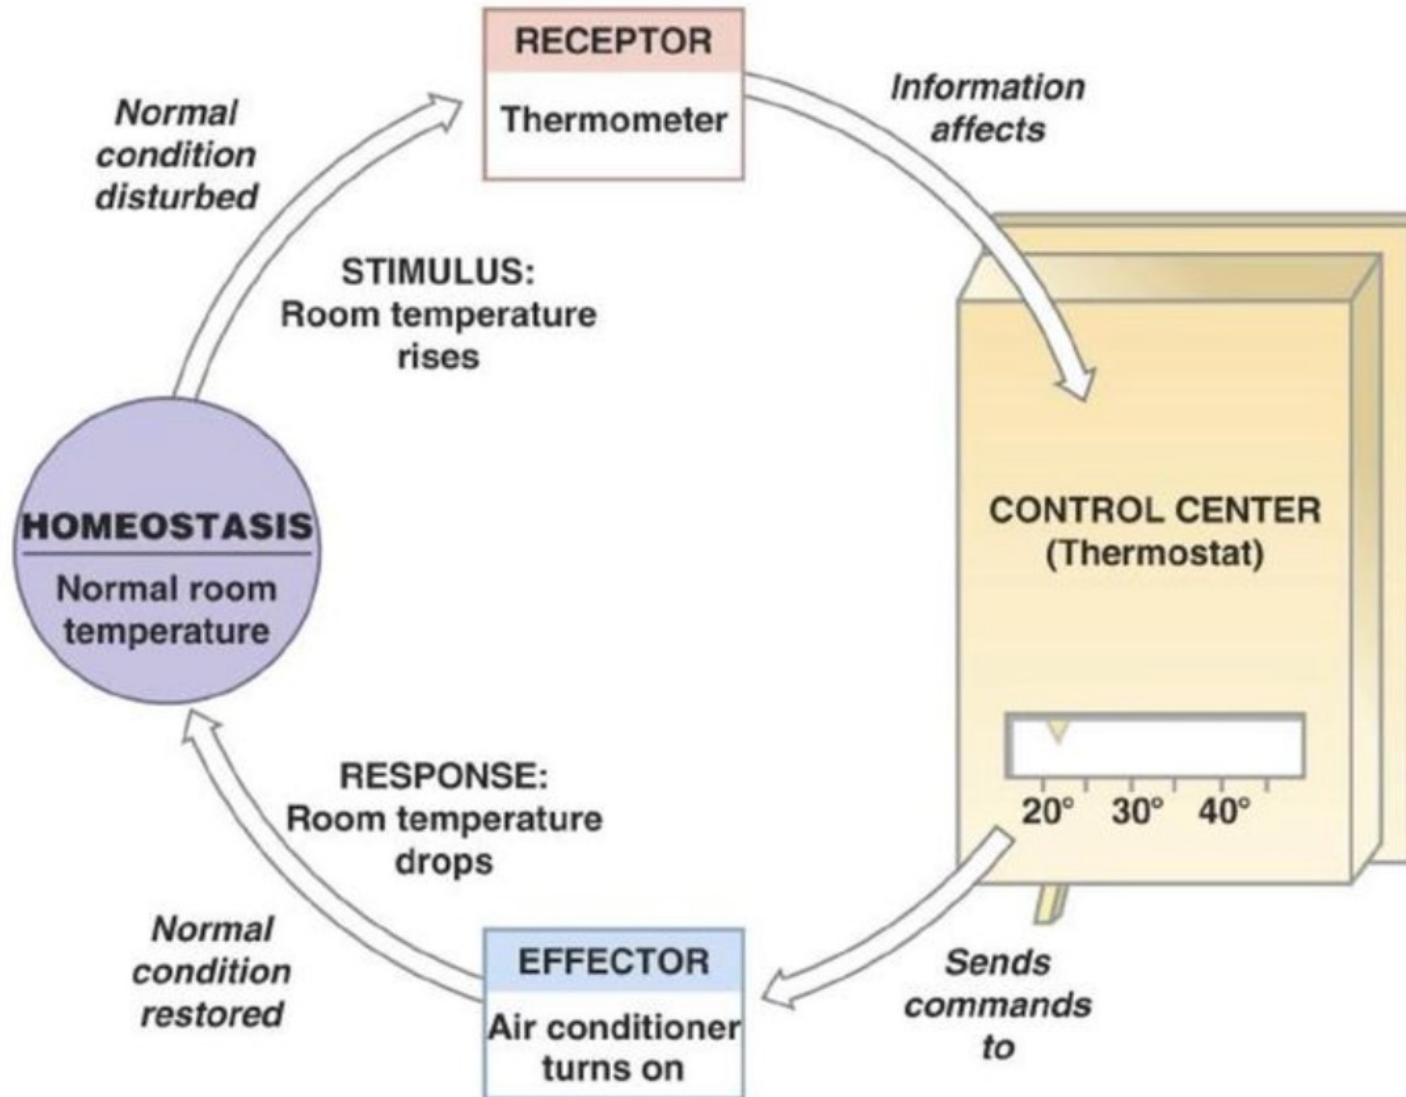 RECEPTOR
Thermometer
Information
affects
Normal
condition
disturbed
STIMULUS:
Room temperature
rises
HOMEOSTASIS
Normal room
temperature
CONTROL CENTER
(Thermostat)
20° 30° 40°
RESPONSE:
Room temperature
drops
Normal
condition
restored
EFFECTOR
Air conditioner
turns on
Sends
commands
to